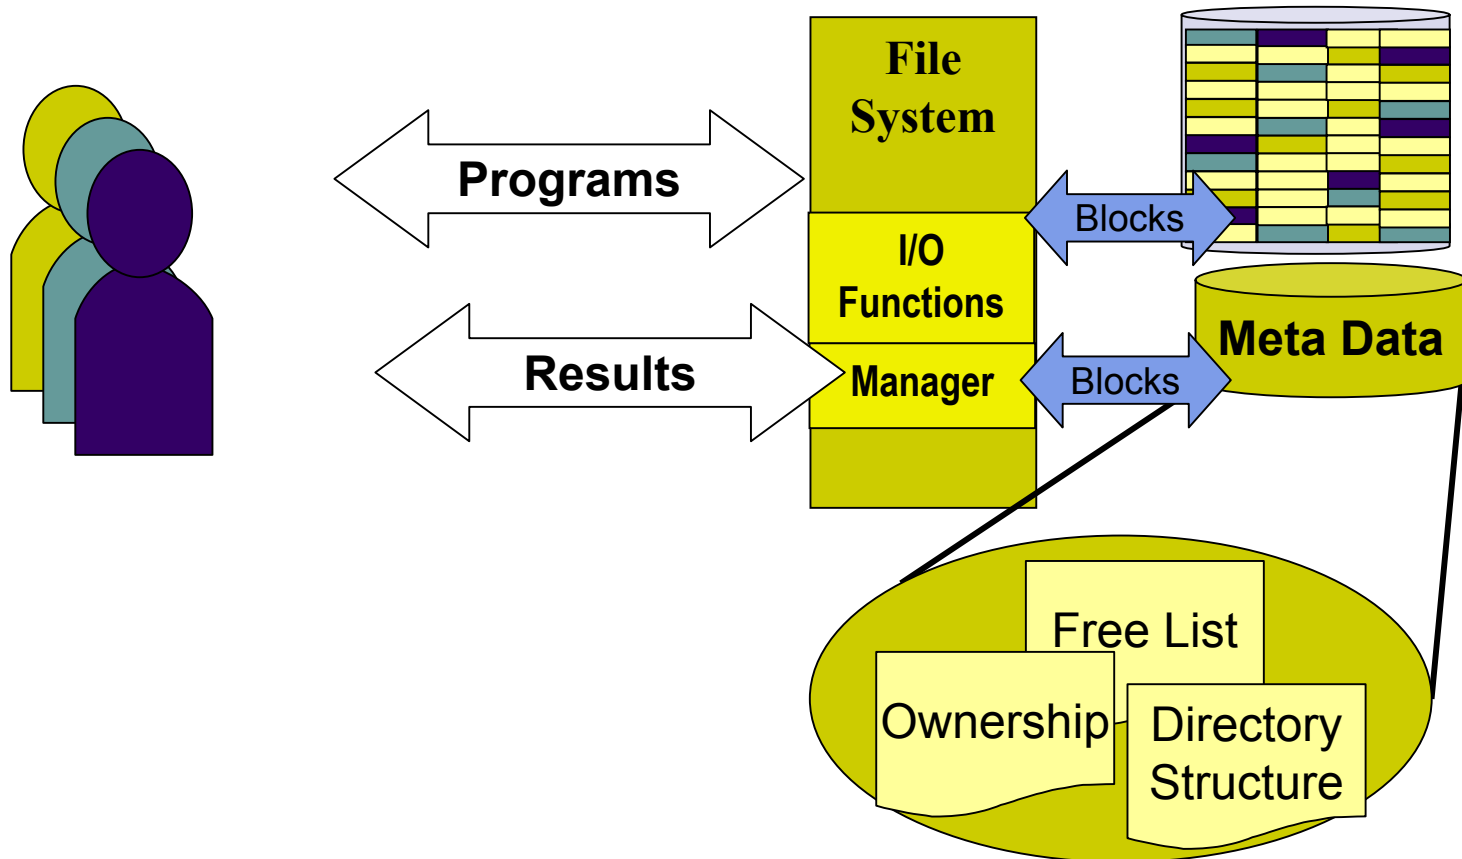 File
System
Programs
Blocks
I/O
Functions
Meta Data
Results
Manager
Blocks
Free List
Ownership
Directory
Structure